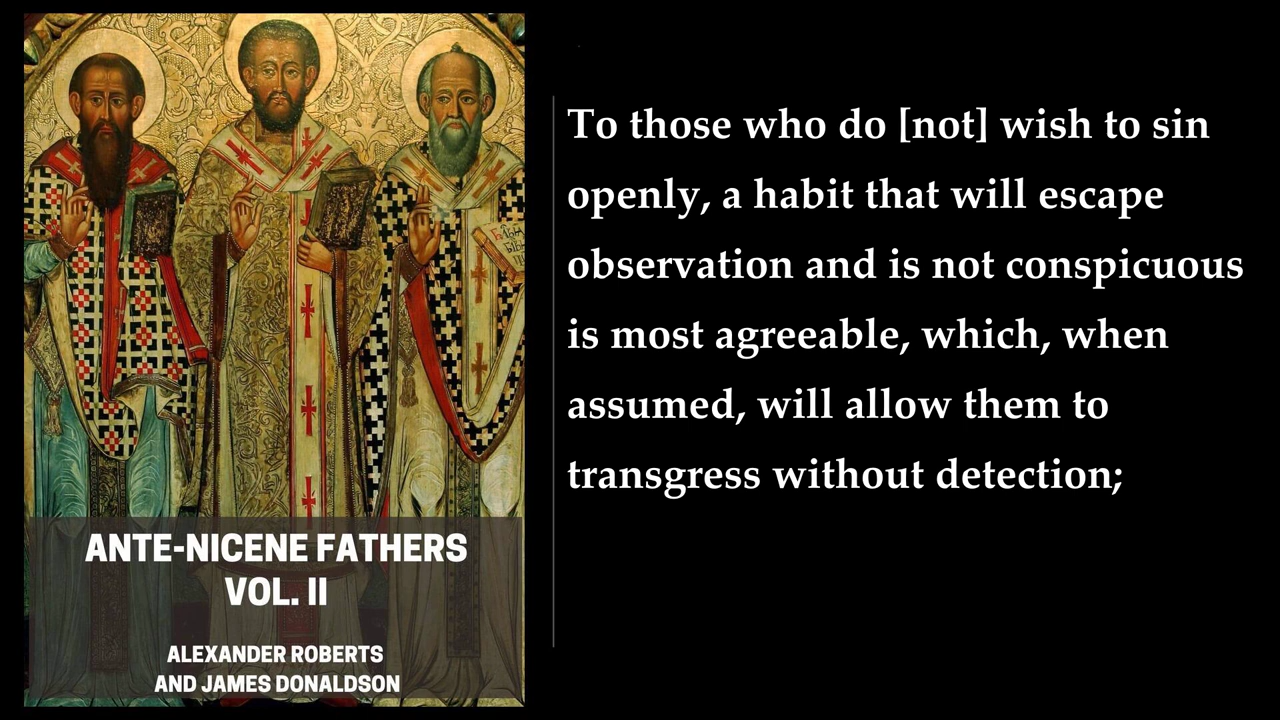 To those who do [not] wish to sin
openly, a habit that will escape
observation and is not conspicuous
is most agreeable, which, when
assumed, will allow them to
transgress without detection;
ANTE-NICENE FATHERS
VOL. II
ALEXANDER ROBERTS
AND JAMES DONALDSON